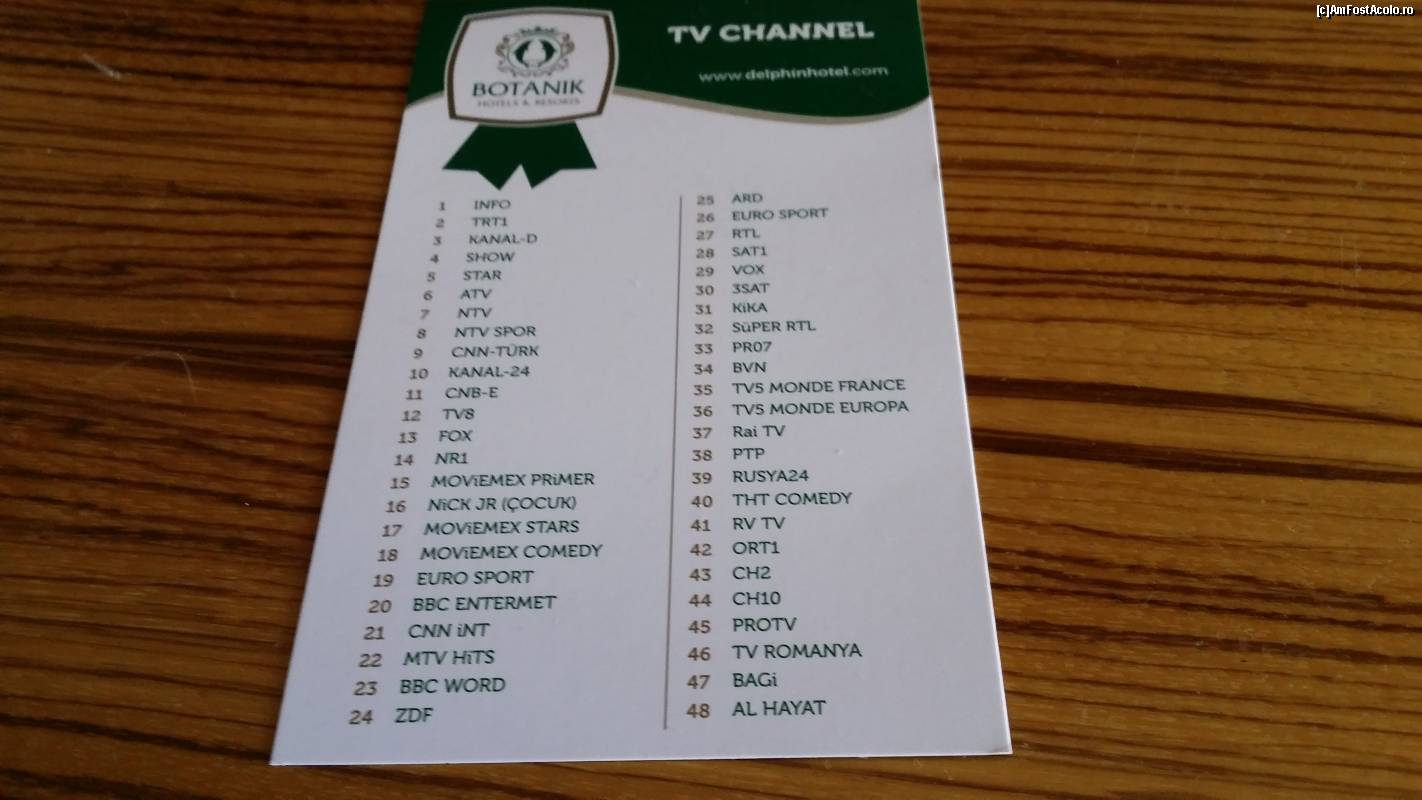 [c]AmFostAcolo.ro
BOTANIK
HOTELS & RESORTS
TV CHANNEL
www.delphinhotel.com
1 INFO
2 TRT1
3 KANAL-D
4 SHOW
5 STAR
6 ATV
7 NTV
8 NTV SPOR
9 CNN-TÜRK
10 KANAL-24
11 CNB-E
12 TV8
13 FOX
14 NR1
15 MOViEMEX PRiMER
16 NiCK JR (ÇOCUK)
17 MOViEMEX STARS
18 MOViEMEX COMEDY
19 EURO SPORT
20 BBC ENTERMET
21 CNN iNT
22 MTV HiTS
23 BBC WORD
24 ZDF
25 ARD
26 EURO SPORT
27 RTL
28 SAT1
29 VOX
30 3SAT
31 KiKA
32 SüPER RTL
33 PR07
34 BVN
35 TV5 MONDE FRANCE
36 TV5 MONDE EUROPA
37 Rai TV
38 PTP
39 RUSYA24
40 THT COMEDY
41 RV TV
42 ORT1
43 CH2
44 CH10
45 PROTV
46 TV ROMANYA
47 BAGi
48 AL HAYAT